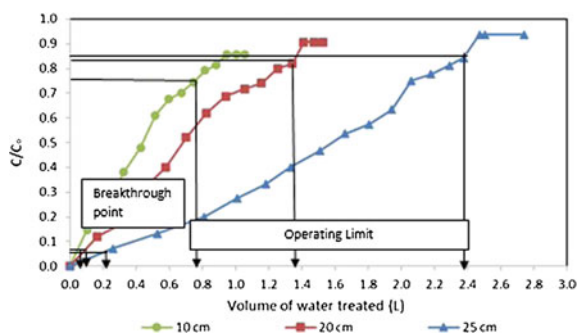 1.0
0.9
0.8
0.7
0.6
0.5
0.4
0.3
0.2
0.1
0.0
C/C₀
Breakthrough
point
Operating Limit
0.0 0.2 0.4 0.6 0.8 1.0 1.2 1.4 1.6 1.8 2.0 2.2 2.4 2.6 2.8 3.0
Volume of water treated (L)
10 cm 20 cm 25 cm